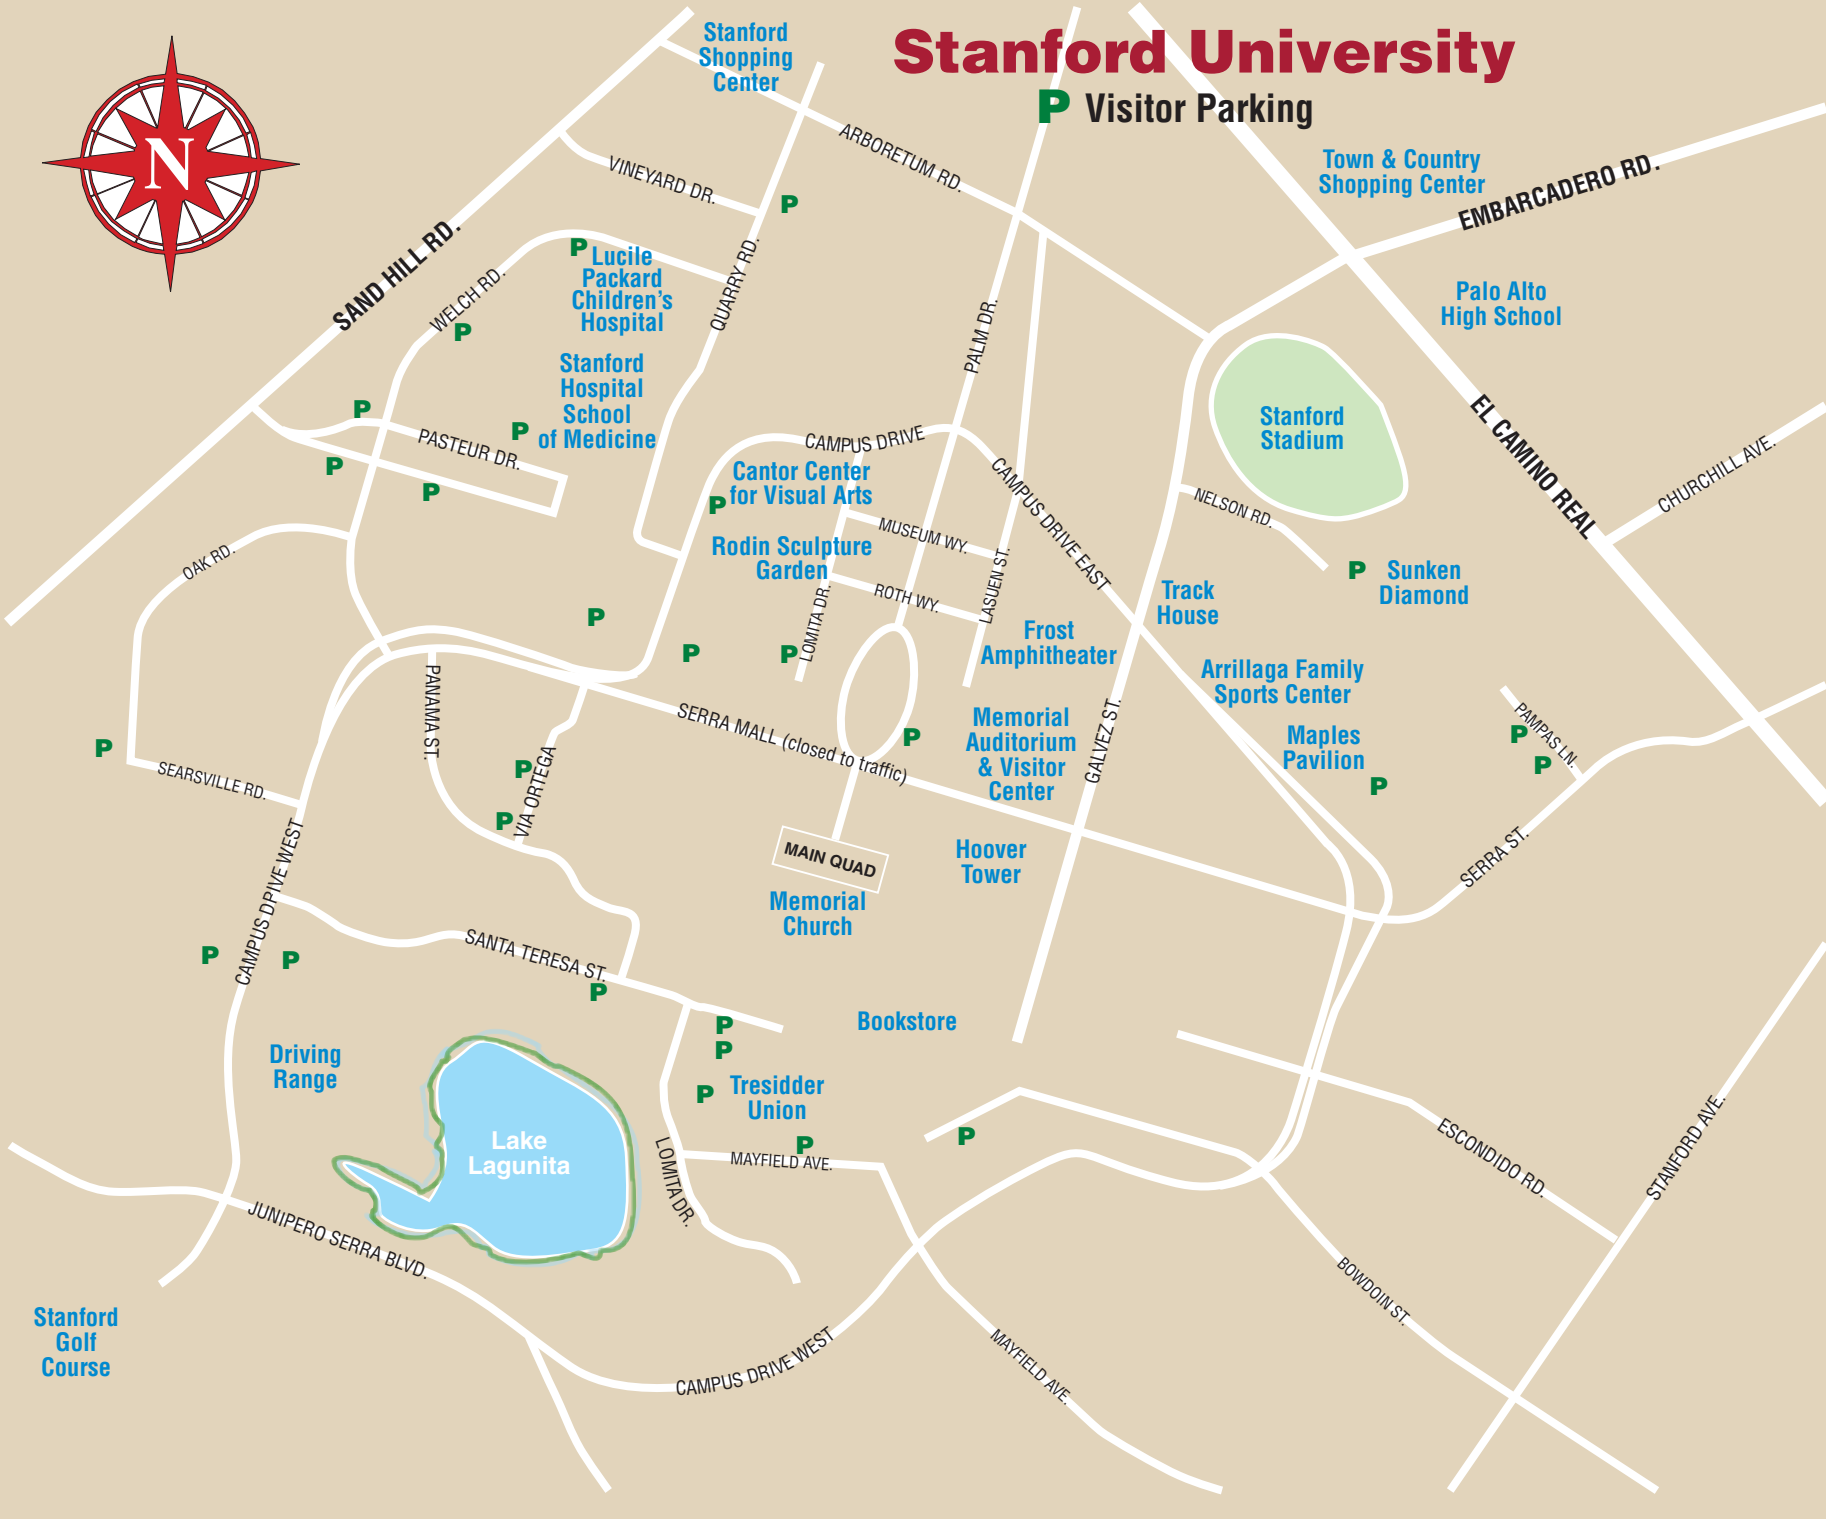 Stanford University
P Visitor Parking
N
Stanford
Shopping
Center
ARBORETUM RD.
VINEYARD DR.
P
Town & Country
Shopping Center
EMBARCADERO RD.
SAND HILL RD.
WELCH RD.
P
P
Lucile
Packard
Children's
Hospital
QUARRY RD.
PALM DR.
Palo Alto
High School
Stanford
Hospital
School
of Medicine
P
P
PASTEUR DR.
P
P
CAMPUS DRIVE
Cantor Center
for Visual Arts
P
CAMPUS DRIVE EAST
Stanford
Stadium
EL CAMINO REAL
CHURCHILL AVE.
NELSON RD.
MUSEUM WY.
Rodin Sculpture
Garden
ROTH WY.
LASUEN ST.
LOMITA DR.
OAK RD.
P
Sunken
Diamond
Track
House
Frost
Amphitheater
P
P
P
Arrillaga Family
Sports Center
PANAMA ST.
SERRA MALL (closed to traffic)
P
Memorial
Auditorium
& Visitor
Center
GALVEZ ST.
Maples
Pavilion
P
PAMPAS LN.
P
P
P
SEARSVILLE RD.
P
P
VIA ORTEGA
MAIN QUAD
Hoover
Tower
SERRA ST.
CAMPUS DRIVE WEST
Memorial
Church
P
P
SANTA TERESA ST.
P
P
P
Bookstore
Driving
Range
P
Tresidder
Union
P
MAYFIELD AVE.
P
LOMITA DR.
Lake
Lagunita
ESCONDIDO RD.
STANFORD AVE.
JUNIPERO SERRA BLVD.
BOWDOIN ST.
Stanford
Golf
Course
CAMPUS DRIVE WEST
MAYFIELD AVE.